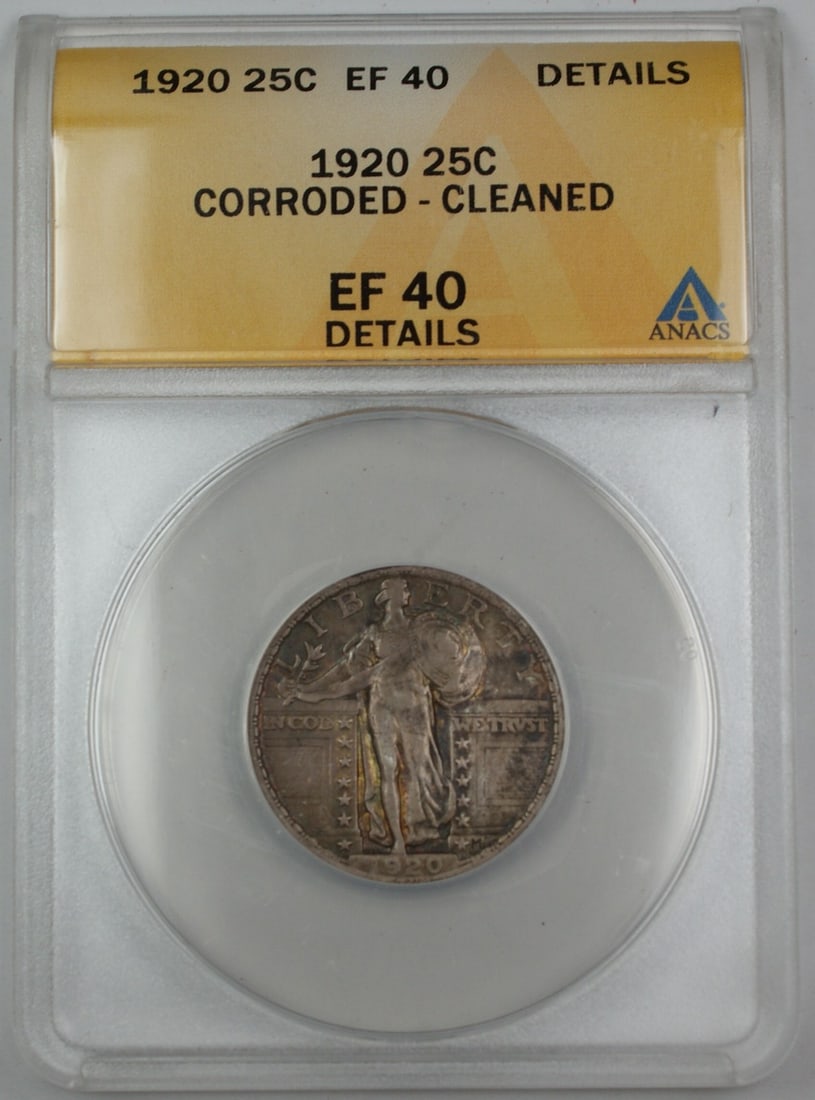 1920 25C EF 40 DETAILS
1920 25C
CORRODED - CLEANED
EF 40
DETAILS
ANACS
LIBERTY
IN GOD WE TRUST
M
1920